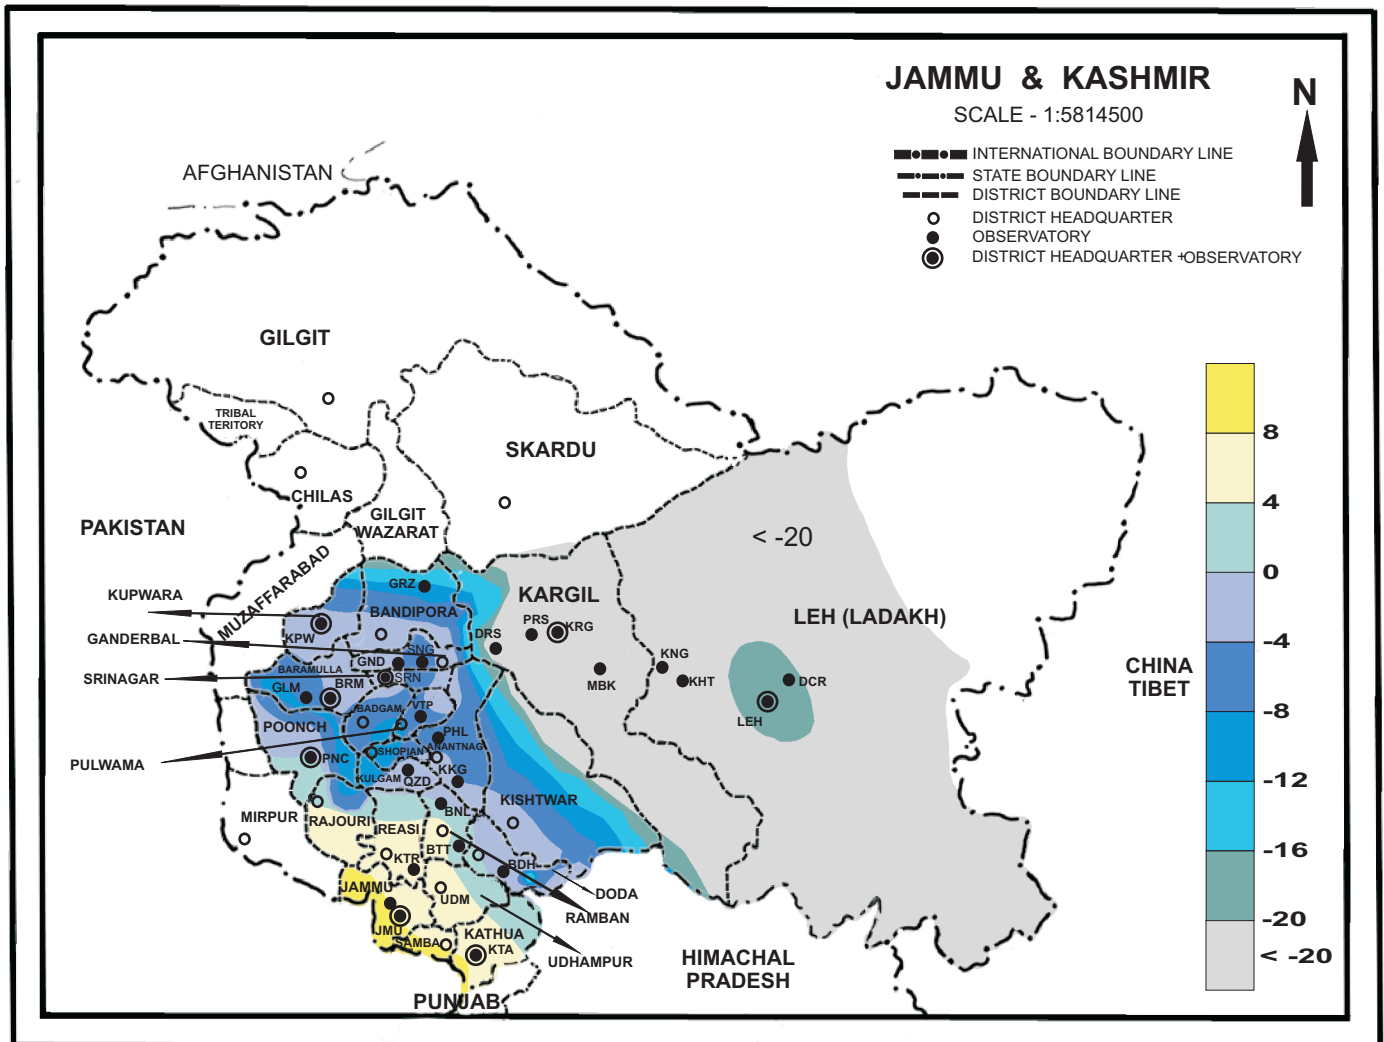 JAMMU & KASHMIR
SCALE - 1:5814500
N
INTERNATIONAL BOUNDARY LINE
STATE BOUNDARY LINE
DISTRICT BOUNDARY LINE
DISTRICT HEADQUARTER
OBSERVATORY
DISTRICT HEADQUARTER +OBSERVATORY
AFGHANISTAN
GILGIT
TRIBAL
TERITORY
SKARDU
CHILAS
GILGIT
WAZARAT
PAKISTAN
MUZAFFARABAD
< -20
KUPWARA
GRZ
BANDIPORA
KARGIL
LEH (LADAKH)
GANDERBAL
KPW
DRS
PRS
KRG
SNG
GND
SRINAGAR
BARAMULLA
SRN
KNG
KHT
MBK
DCR
GLM
BRM
BADGAM
VTP
LEH
POONCH
PHL
ANANTNAG
PULWAMA
PNC
SHOPIAN
KULGAM
QZD
KKG
KISHTWAR
MIRPUR
RAJOURI
REASI
BNL
BTT
KTR
BDH
JAMMU
UDM
DODA
RAMBAN
JMU
SAMBA
KATHUA
KTA
UDHAMPUR
HIMACHAL
PRADESH
PUNJAB
CHINA
TIBET
8
4
0
-4
-8
-12
-16
-20
< -20